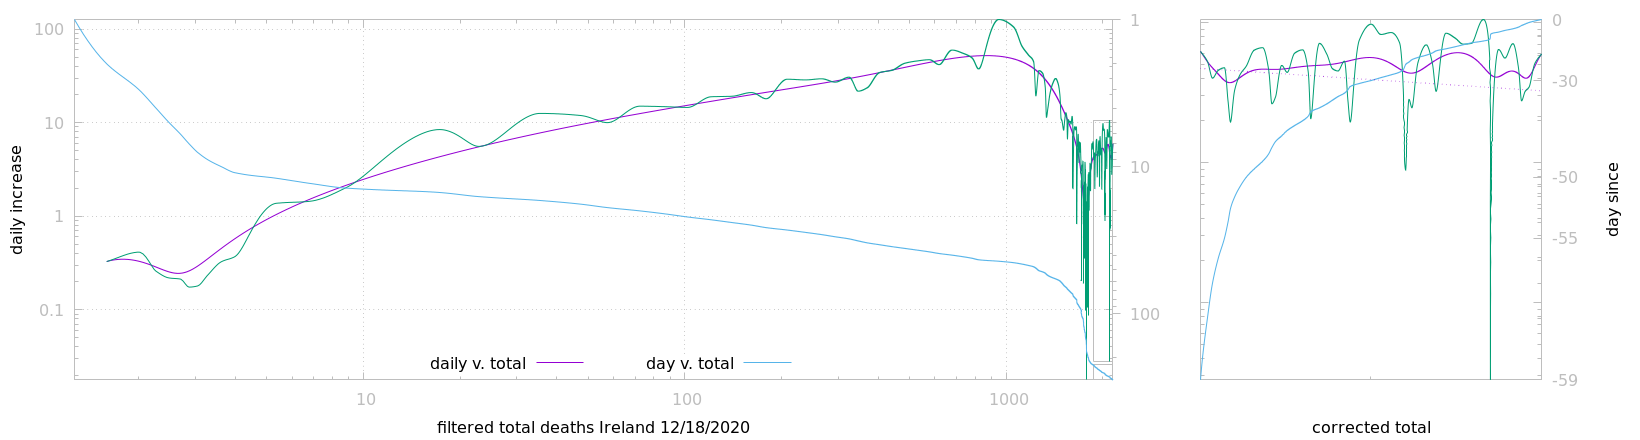 100
10
1
0.1
daily increase
daily v. total
day v. total
10
100
1000
filtered total deaths Ireland 12/18/2020
1
10
100
0
-30
-50
-55
-59
day since
corrected total